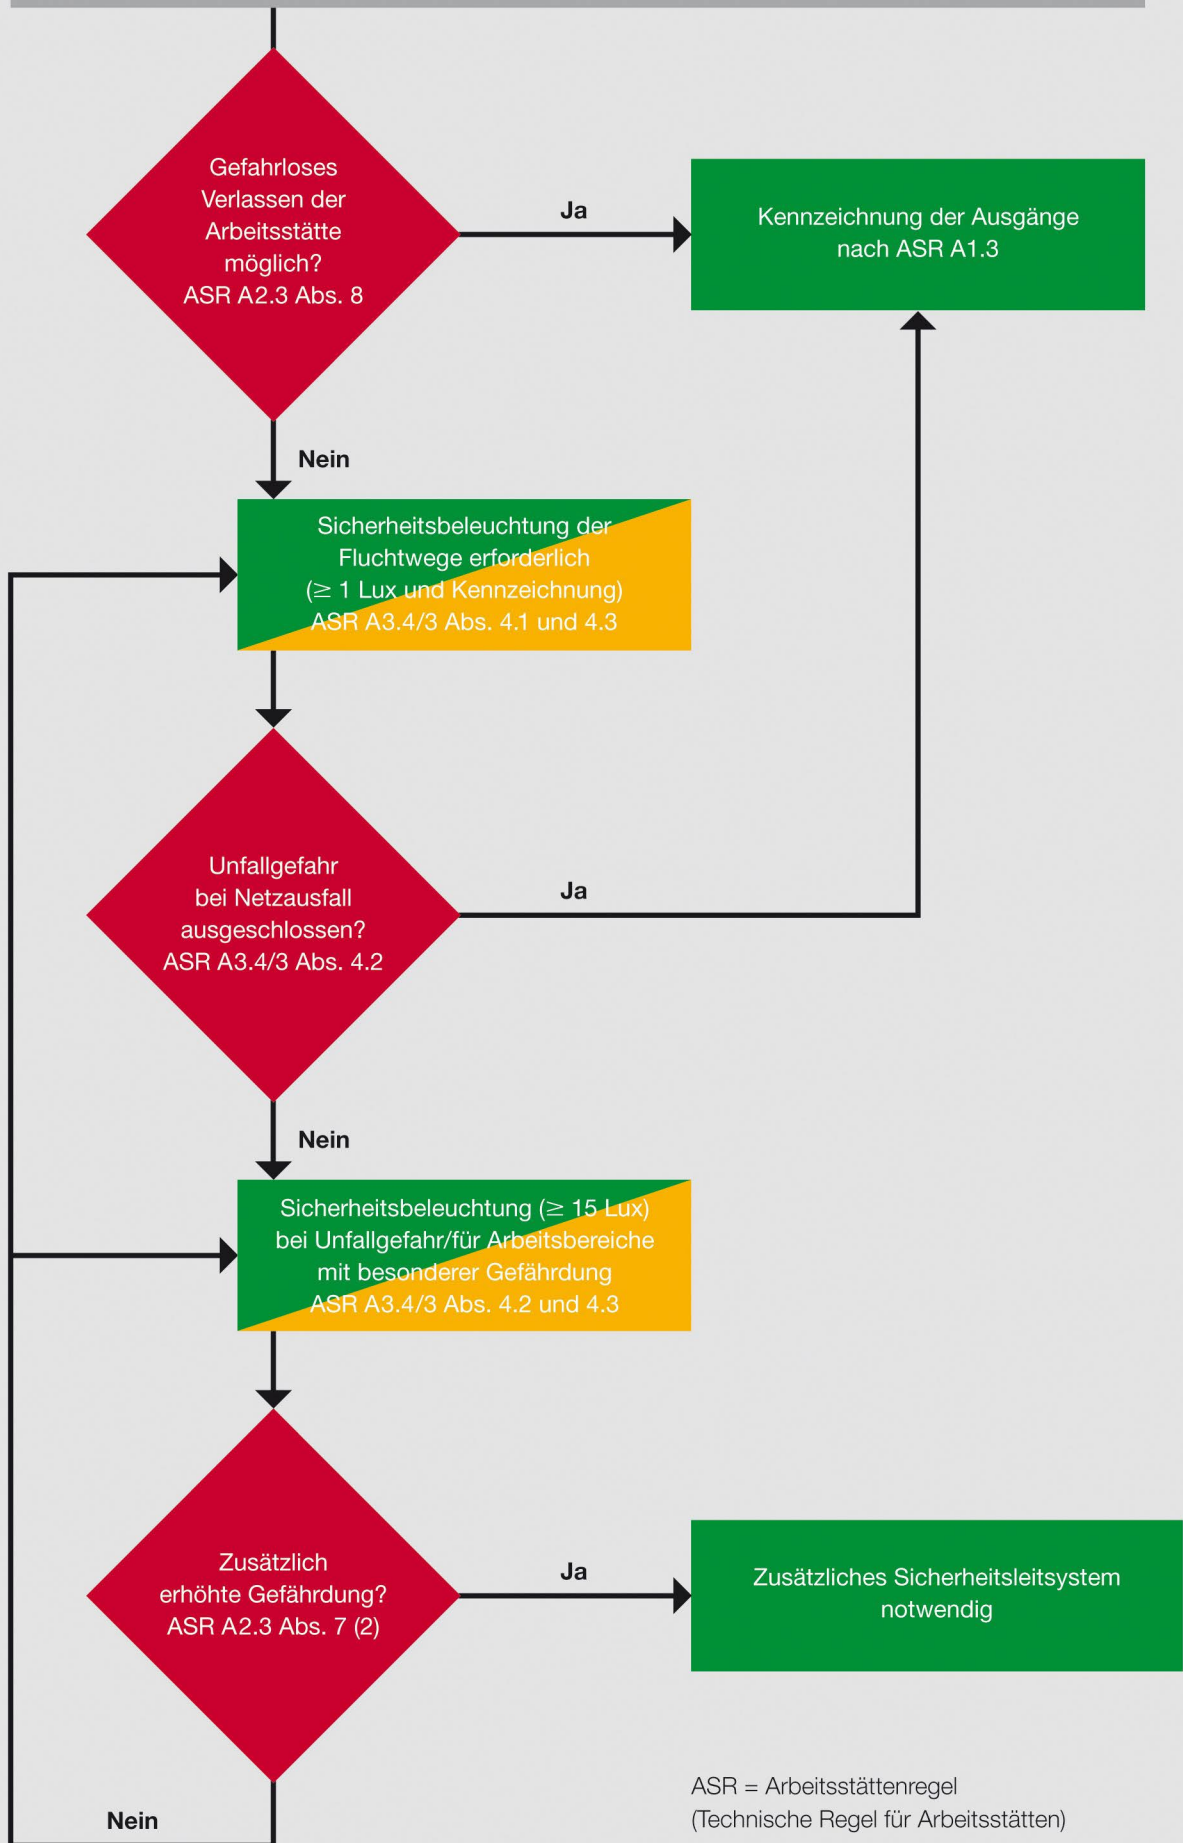 Gefahrloses
Verlassen der
Arbeitsstätte
möglich?
ASR A2.3 Abs. 8
Ja
Kennzeichnung der Ausgänge
nach ASR A1.3
Nein
Sicherheitsbeleuchtung der
Fluchtwege erforderlich
(≥ 1 Lux und Kennzeichnung)
ASR A3.4/3 Abs. 4.1 und 4.3
Unfallgefahr
bei Netzausfall
ausgeschlossen?
ASR A3.4/3 Abs. 4.2
Ja
Nein
Sicherheitsbeleuchtung (≥ 15 Lux)
bei Unfallgefahr/für Arbeitsbereiche
mit besonderer Gefährdung
ASR A3.4/3 Abs. 4.2 und 4.3
Zusätzlich
erhöhte Gefährdung?
ASR A2.3 Abs. 7 (2)
Ja
Zusätzliches Sicherheitsleitsystem
notwendig
Nein
ASR = Arbeitsstättenregel
(Technische Regel für Arbeitsstätten)